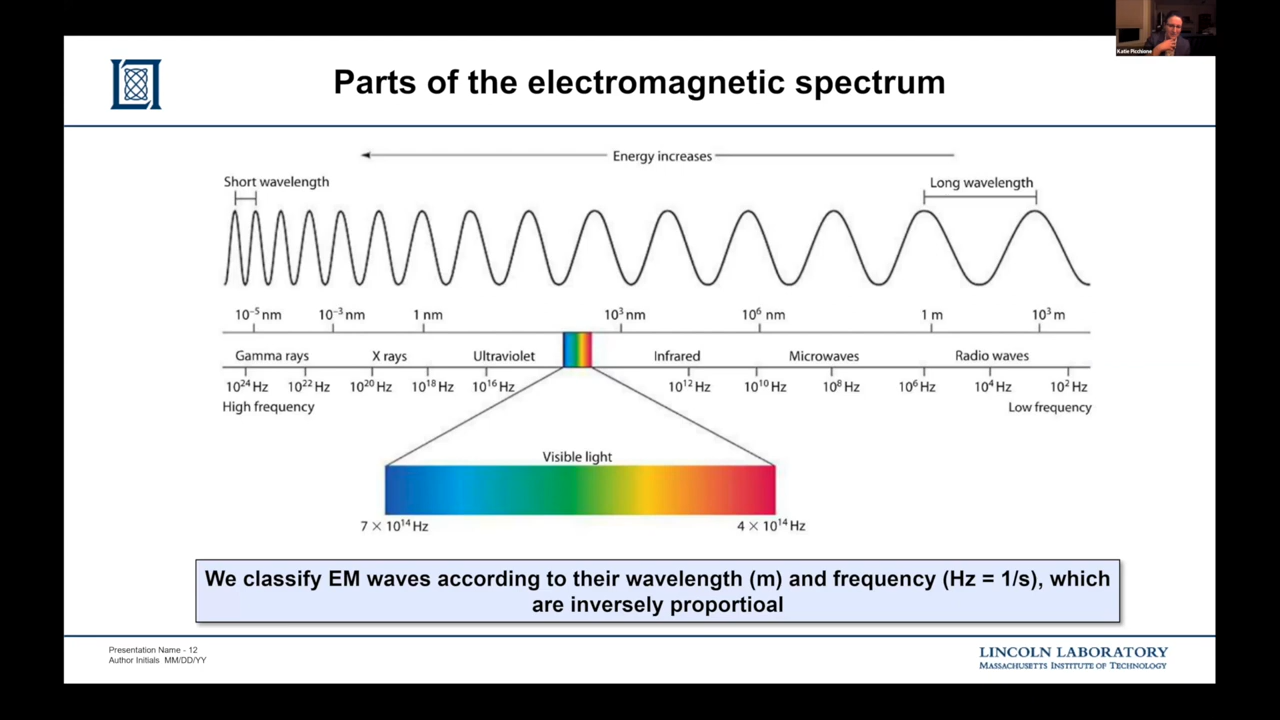 Katie Picchione
Parts of the electromagnetic spectrum
Energy increases
Short wavelength
Long wavelength
10⁻⁵ nm 10⁻³ nm 1 nm 10³ nm 10⁶ nm 1 m 10³ m
Gamma rays X rays Ultraviolet Infrared Microwaves Radio waves
10²⁴ Hz 10²² Hz 10²⁰ Hz 10¹⁸ Hz 10¹⁶ Hz 10¹² Hz 10¹⁰ Hz 10⁸ Hz 10⁶ Hz 10⁴ Hz 10² Hz
High frequency Low frequency
Visible light
7 × 10¹⁴ Hz 4 × 10¹⁴ Hz
We classify EM waves according to their wavelength (m) and frequency (Hz = 1/s), which
are inversely proportioal
Presentation Name - 12
Author Initials MM/DD/YY
LINCOLN LABORATORY
MASSACHUSETTS INSTITUTE OF TECHNOLOGY